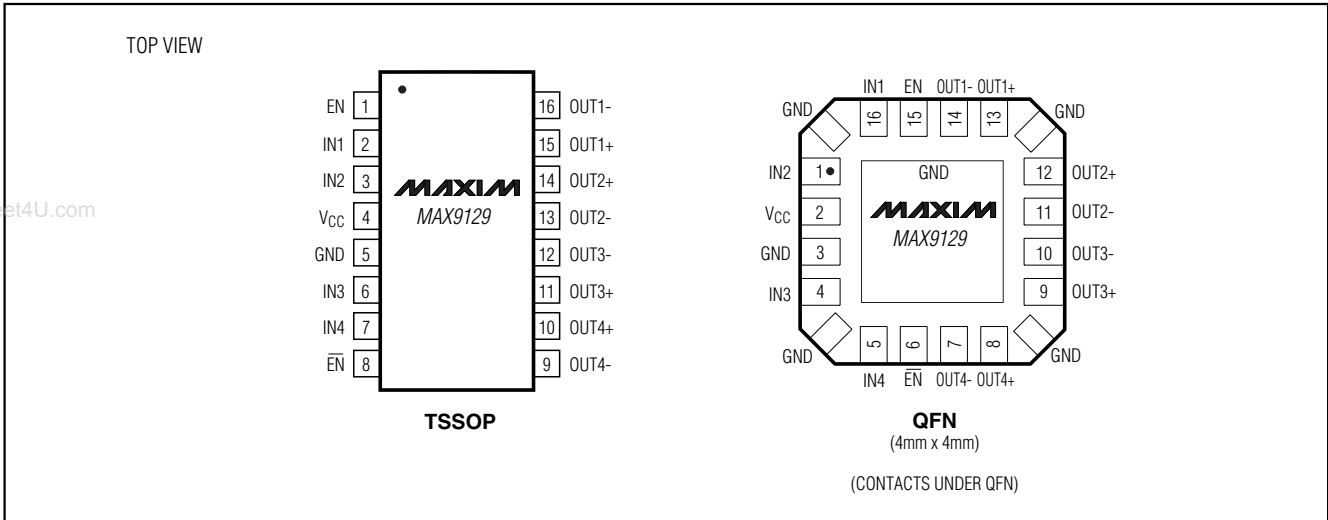 TOP VIEW
EN 1
IN1 2
IN2 3
VCC 4
GND 5
IN3 6
IN4 7
E̅N̅ 8
MAXIM
MAX9129
16 OUT1-
15 OUT1+
14 OUT2+
13 OUT2-
12 OUT3-
11 OUT3+
10 OUT4+
9 OUT4-
TSSOP
IN1 EN OUT1- OUT1+
GND 16 15 14 13 GND
IN2 1
VCC 2
GND 3
IN3 4
GND
MAXIM
MAX9129
12 OUT2+
11 OUT2-
10 OUT3-
9 OUT3+
GND 5 6 7 8 GND
IN4 E̅N̅ OUT4- OUT4+
QFN
(4mm x 4mm)
(CONTACTS UNDER QFN)
et4U.com